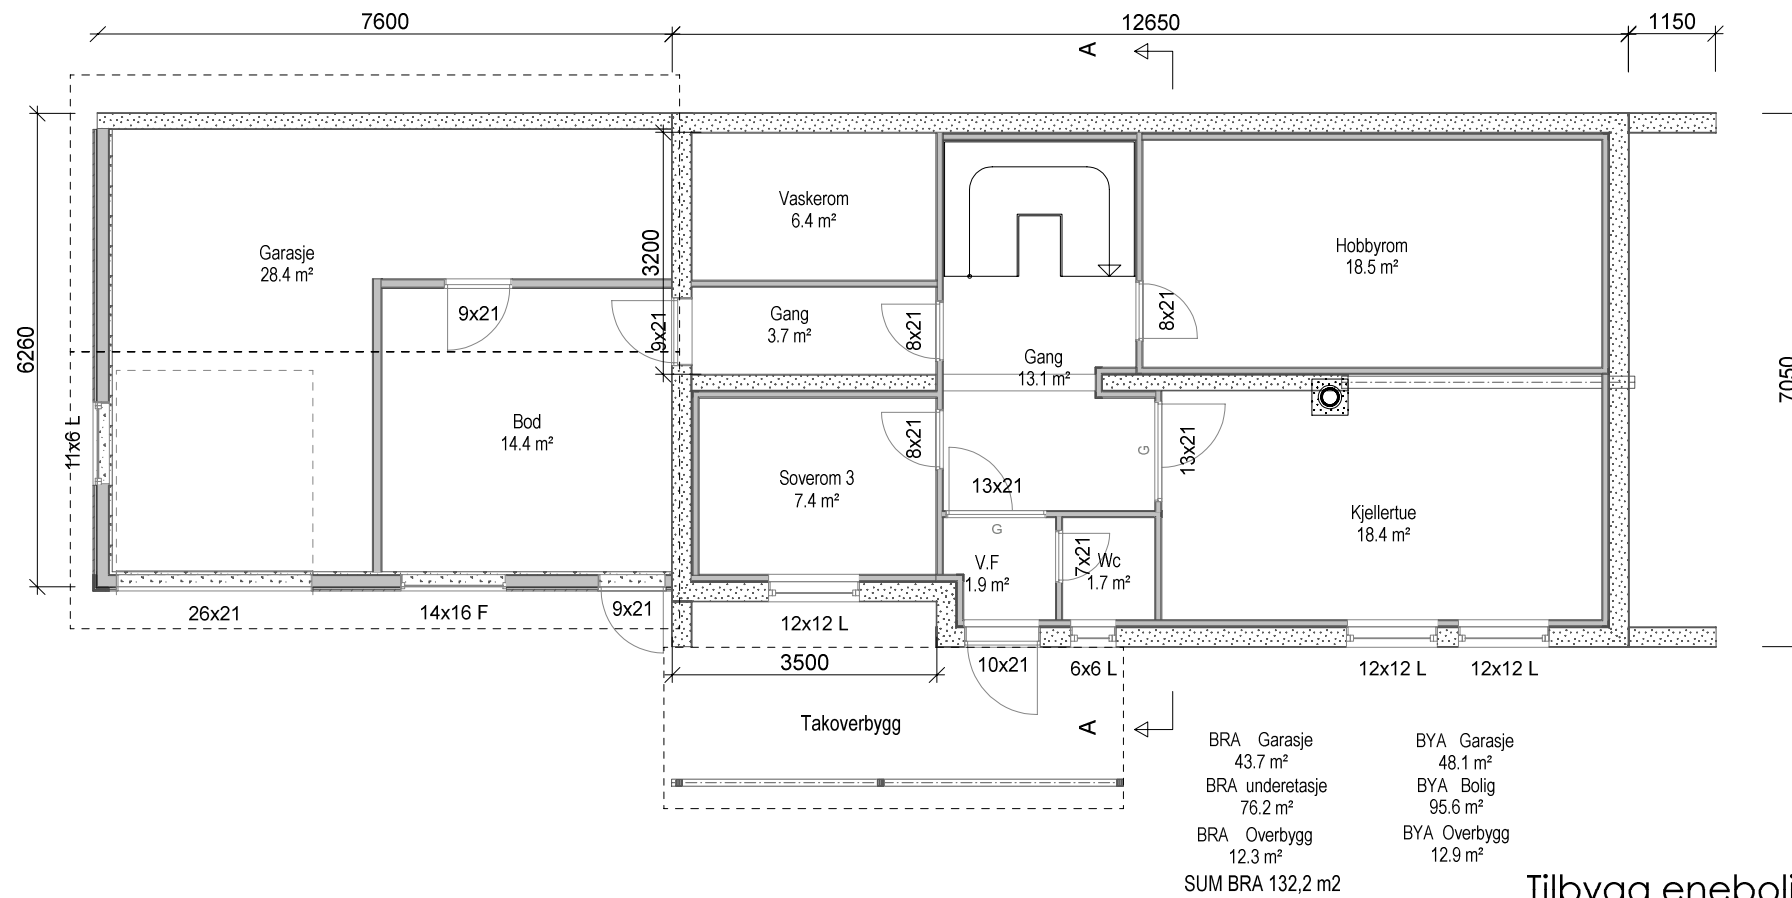 7600
12650
1150
A
6260
7050
Garasje
28.4 m²
Vaskerom
6.4 m²
3200
Hobbyrom
18.5 m²
9x21
9x21
Gang
3.7 m²
8x21
8x21
Gang
13.1 m²
11x6 L
Bod
14.4 m²
8x21
G
13x21
Soverom 3
7.4 m²
13x21
G
Kjellertue
18.4 m²
V.F
1.9 m²
7x21
Wc
1.7 m²
26x21
14x16 F
9x21
12x12 L
3500
10x21
6x6 L
12x12 L
12x12 L
Takoverbygg
A
BRA Garasje
43.7 m²
BRA underetasje
76.2 m²
BRA Overbygg
12.3 m²
SUM BRA 132,2 m2
BYA Garasje
48.1 m²
BYA Bolig
95.6 m²
BYA Overbygg
12.9 m²
Tilbygg eneboli